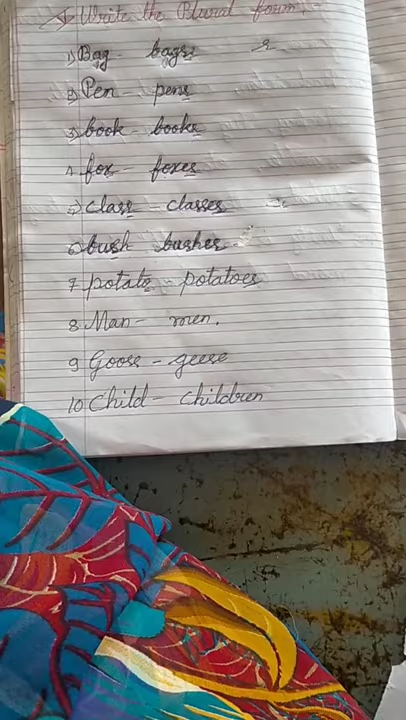 Write the Plural form.
1) Bag - bags
2) Pen - pens
3) book - books
4 fox - foxes
5) class - classes
6) bush bushes -
7 potato - potatoes
8 Man - men.
9 Goose - geese
10 Child - children